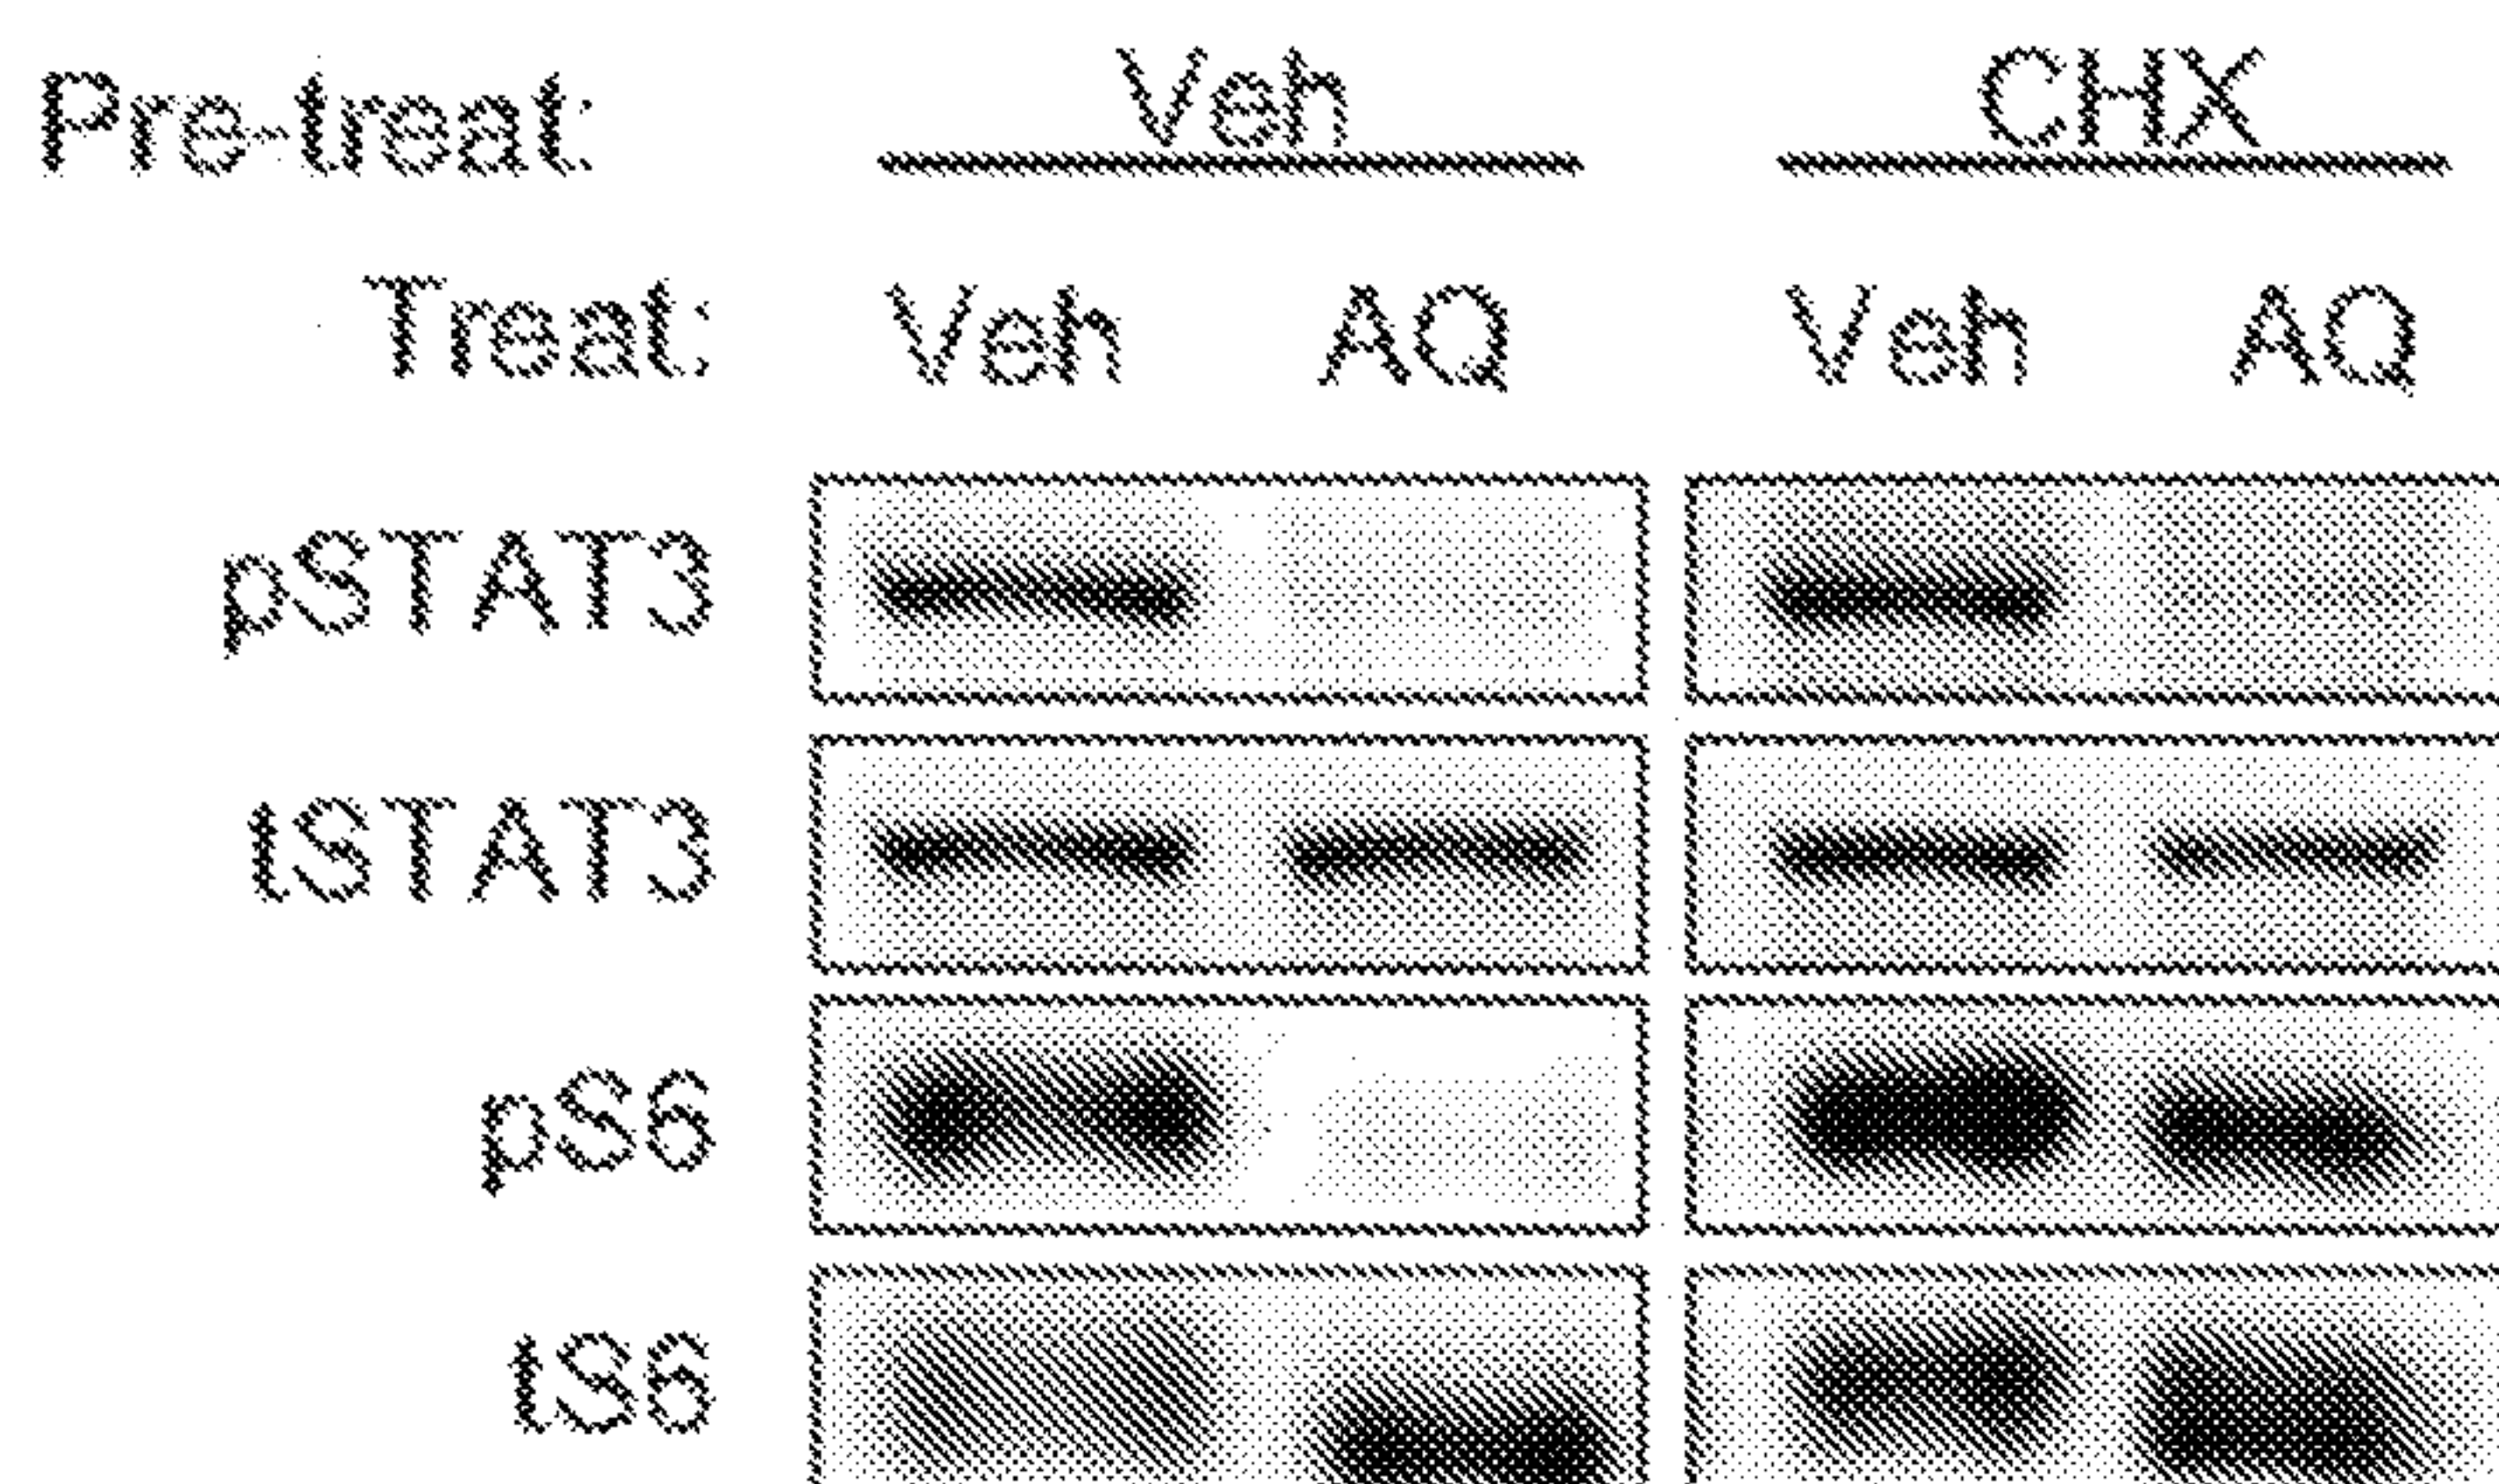 Pre-treat: Veh CHX
Treat: Veh AQ Veh AQ
pSTAT3
tSTAT3
pS6
tS6